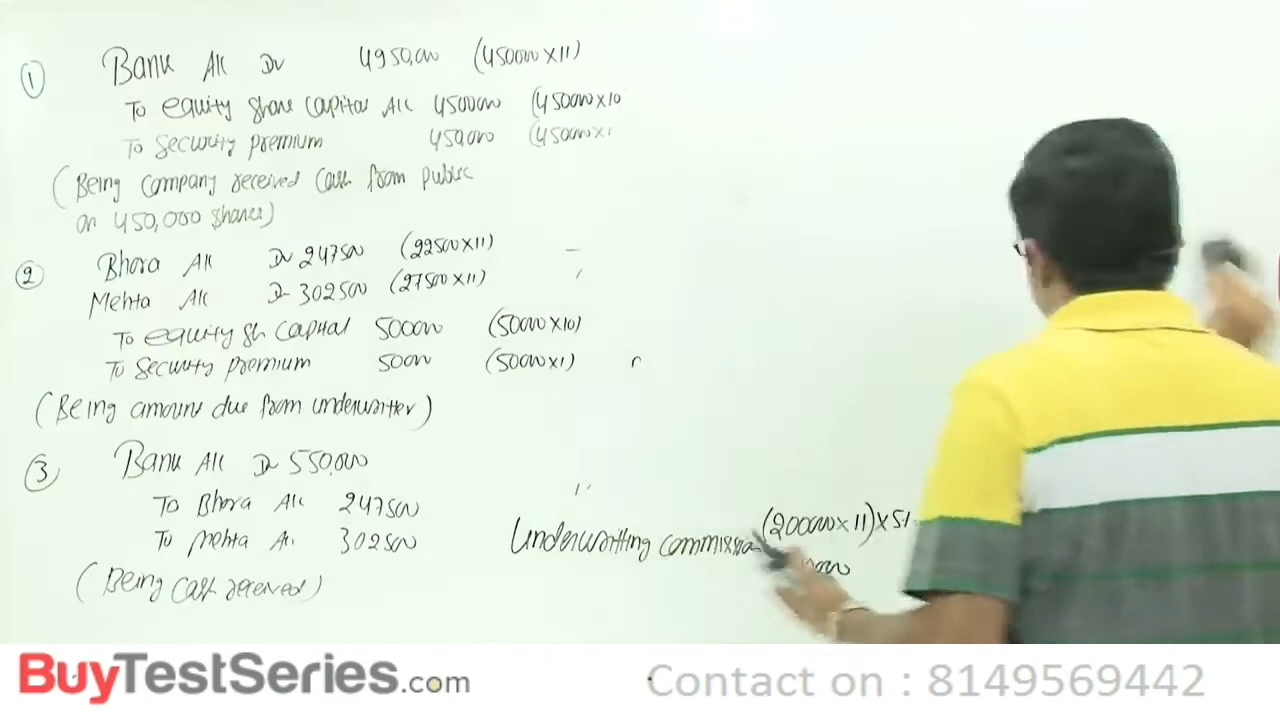 ① Bank A/c Dr 4950,000 (450000×11)
To equity share capital A/c 4500000 (450000×10
To Security premium 450,000 (450000×1
(Being company received cash from public
on 450,000 shares)
② Bhora A/c Dr 247500 (22500×11)
Mehta A/c Dr 302500 (27500×11)
To equity sh capital 500000 (50000×10)
To Security premium 50000 (50000×1)
(Being amount due from underwriter)
③ Bank A/c Dr 550,000
To Bhora A/c 247500
To Mehta A/c 302500
(Being cash received)
Underwritting commission (200000×11)×5%
BuyTestSeries.com
Contact on : 8149569442